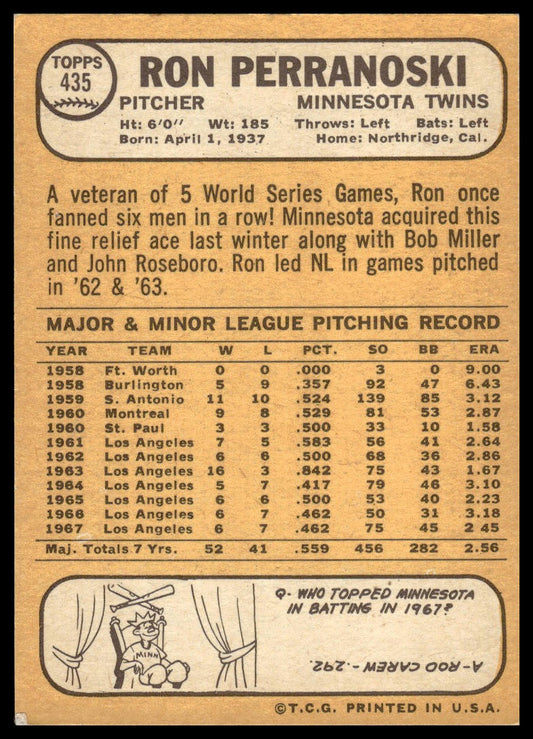 TOPPS
435
RON PERRANOSKI
PITCHER MINNESOTA TWINS
Ht: 6'0" Wt: 185 Throws: Left Bats: Left
Born: April 1, 1937 Home: Northridge, Cal.
A veteran of 5 World Series Games, Ron once
fanned six men in a row! Minnesota acquired this
fine relief ace last winter along with Bob Miller
and John Roseboro. Ron led NL in games pitched
in '62 & '63.
MAJOR & MINOR LEAGUE PITCHING RECORD
YEAR TEAM W L PCT. SO BB ERA
1958 Ft. Worth 0 0 .000 3 0 9.00
1958 Burlington 5 9 .357 92 47 6.43
1959 S. Antonio 11 10 .524 139 85 3.12
1960 Montreal 9 8 .529 81 53 2.87
1960 St. Paul 3 3 .500 33 10 1.58
1961 Los Angeles 7 5 .583 56 41 2.64
1962 Los Angeles 6 6 .500 68 36 2.86
1963 Los Angeles 16 3 .842 75 43 1.67
1964 Los Angeles 5 7 .417 79 46 3.10
1965 Los Angeles 6 6 .500 53 40 2.23
1966 Los Angeles 6 7 .462 50 31 3.18
1967 Los Angeles 6 7 .462 75 45 2 45
Maj. Totals 7 Yrs. 52 41 .559 456 282 2.56
MINN
Q- WHO TOPPED MINNESOTA
IN BATTING IN 1967?
A-ROD CAREW-.292.
©T.C.G. PRINTED IN U.S.A.